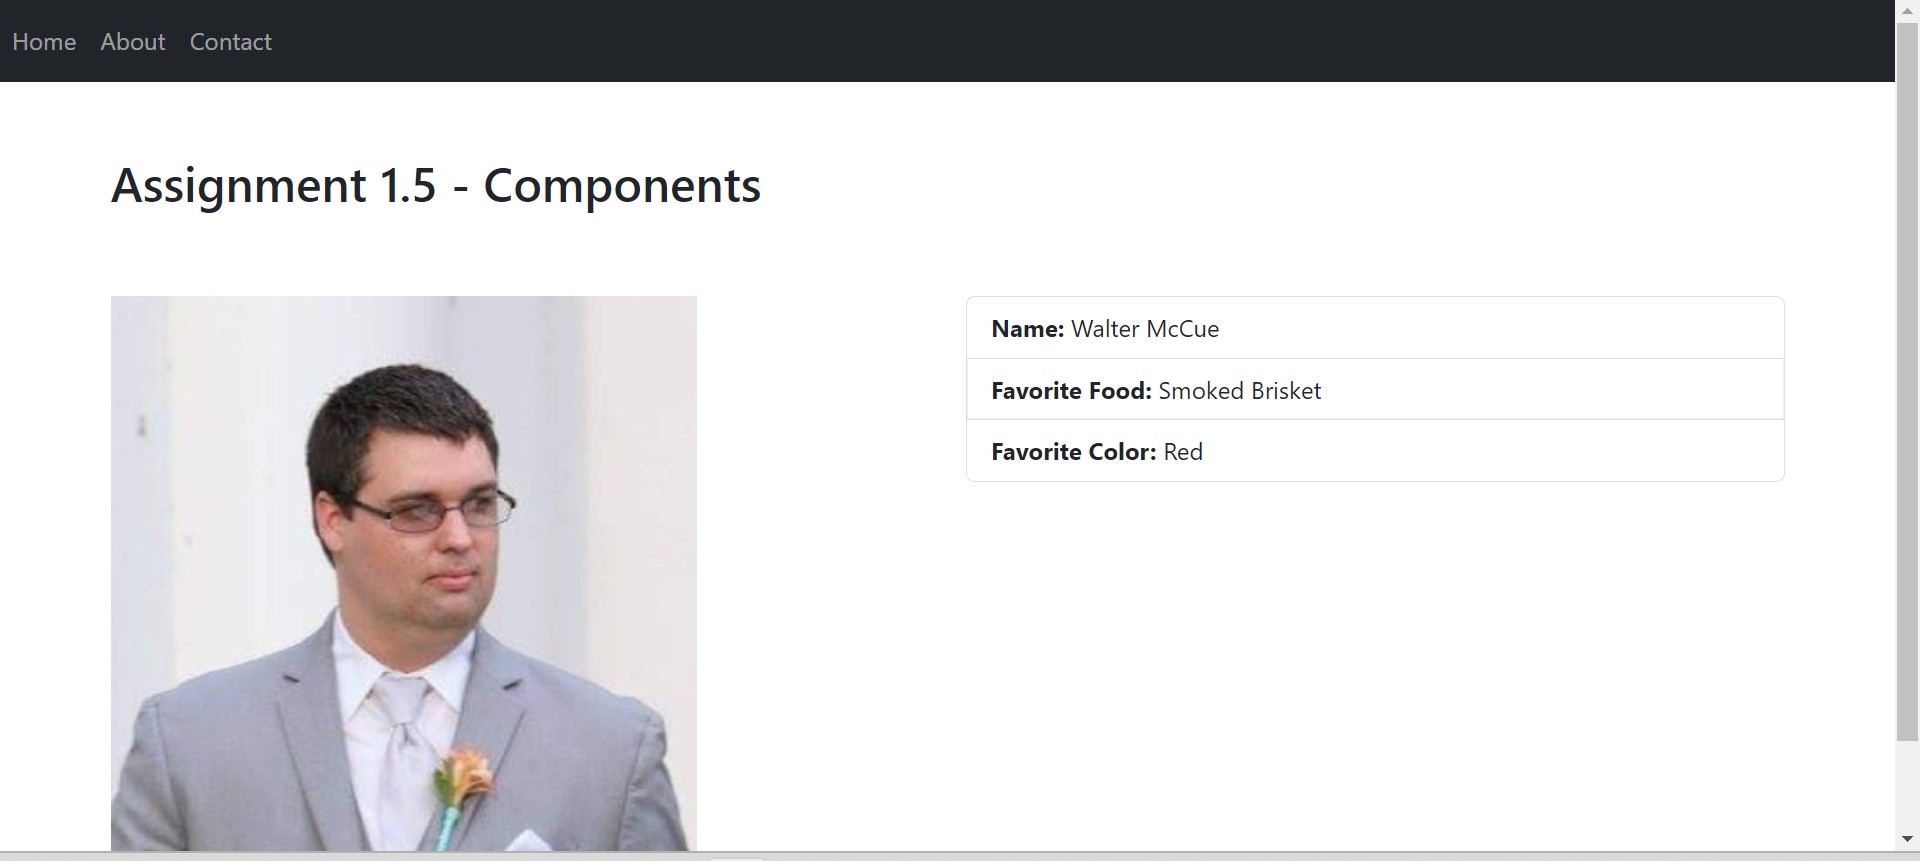 Home About Contact
Assignment 1.5 - Components
Name: Walter McCue
Favorite Food: Smoked Brisket
Favorite Color: Red